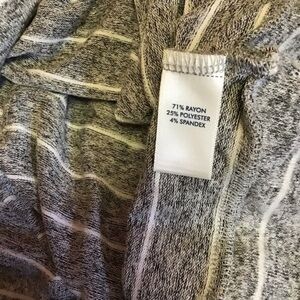 71% RAYON
25% POLYESTER
4% SPANDEX